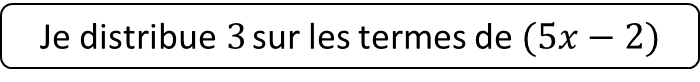 Je distribue 3 sur les termes de (5x − 2)